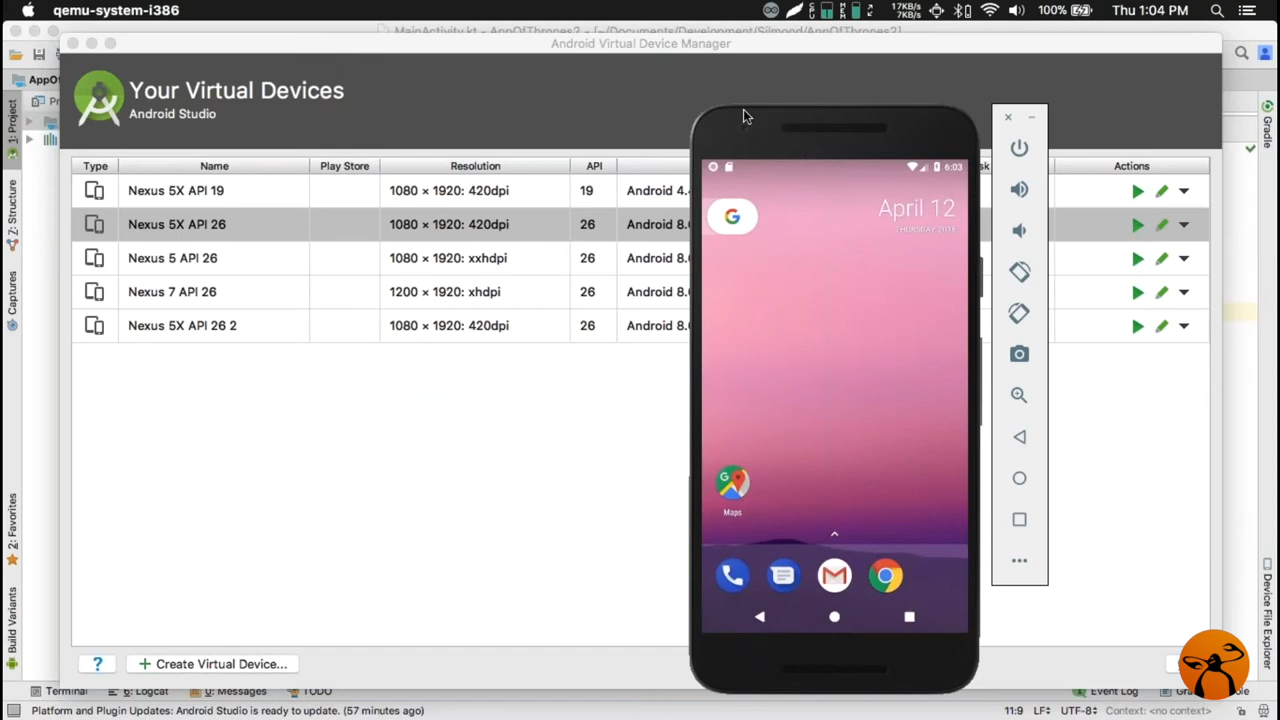 qemu-system-i386
17KB/s
7KB/s
100%
Thu 1:04 PM
MainActivity.kt - AppOfThrones2 - [~/Documents/Development/Silmood/AppOfThrones2]
Android Virtual Device Manager
AppOf
Your Virtual Devices
Android Studio
Type Name Play Store Resolution API Actions
Nexus 5X API 19 1080 × 1920: 420dpi 19 Android 4.
Nexus 5X API 26 1080 × 1920: 420dpi 26 Android 8.
Nexus 5 API 26 1080 × 1920: xxhdpi 26 Android 8.
Nexus 7 API 26 1200 × 1920: xhdpi 26 Android 8.
Nexus 5X API 26 2 1080 × 1920: 420dpi 26 Android 8.
6:03
April 12
THURSDAY, 2018
Maps
1: Project
Z: Structure
Captures
2: Favorites
Build Variants
Gradle
Device File Explorer
? + Create Virtual Device...
Terminal 6: Logcat 0: Messages TODO Event Log
Platform and Plugin Updates: Android Studio is ready to update. (57 minutes ago) 11:9 LF÷ UTF-8÷ Context: <no context>